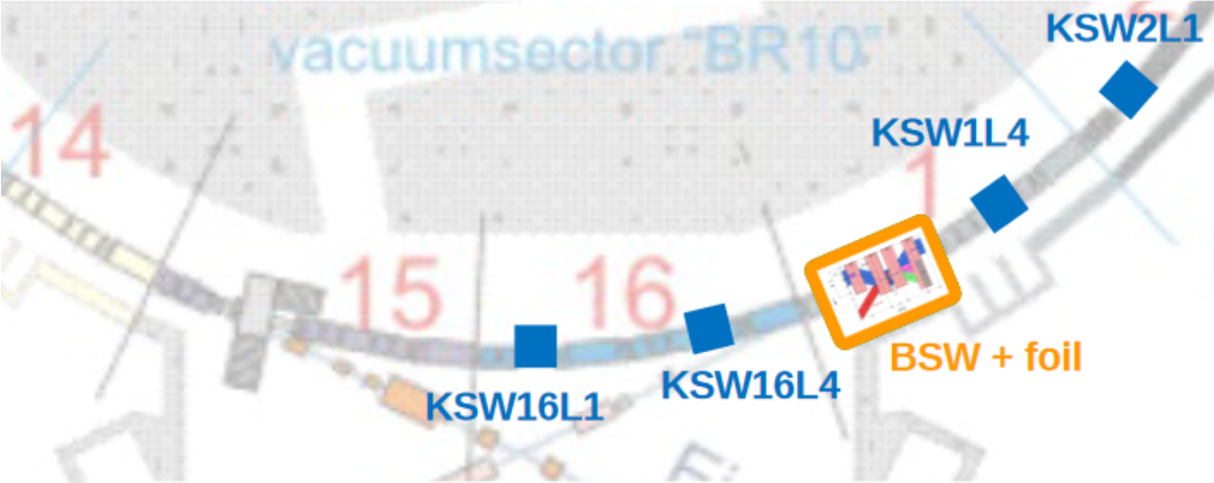 KSW2L1
vacuumsector "BR10"
14
KSW1L4
1
15
16
BSW + foil
KSW16L4
KSW16L1